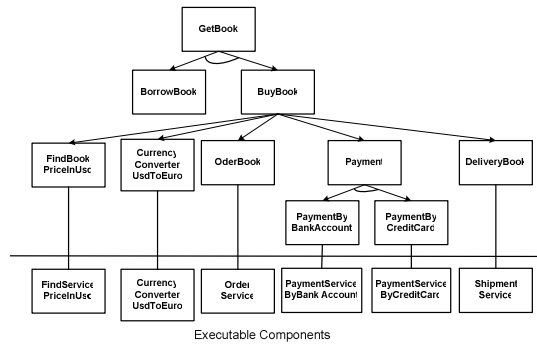 GetBook
BorrowBook
BuyBook
FindBook
PriceInUsd
Currency
Converter
UsdToEuro
OderBook
Payment
DeliveryBook
PaymentBy
BankAccount
PaymentBy
CreditCard
FindService
PriceInUsd
Currency
Converter
UsdToEuro
Order
Service
PaymentService
ByBank Account
PaymentService
ByCreditCard
Shipment
Service
Executable Components